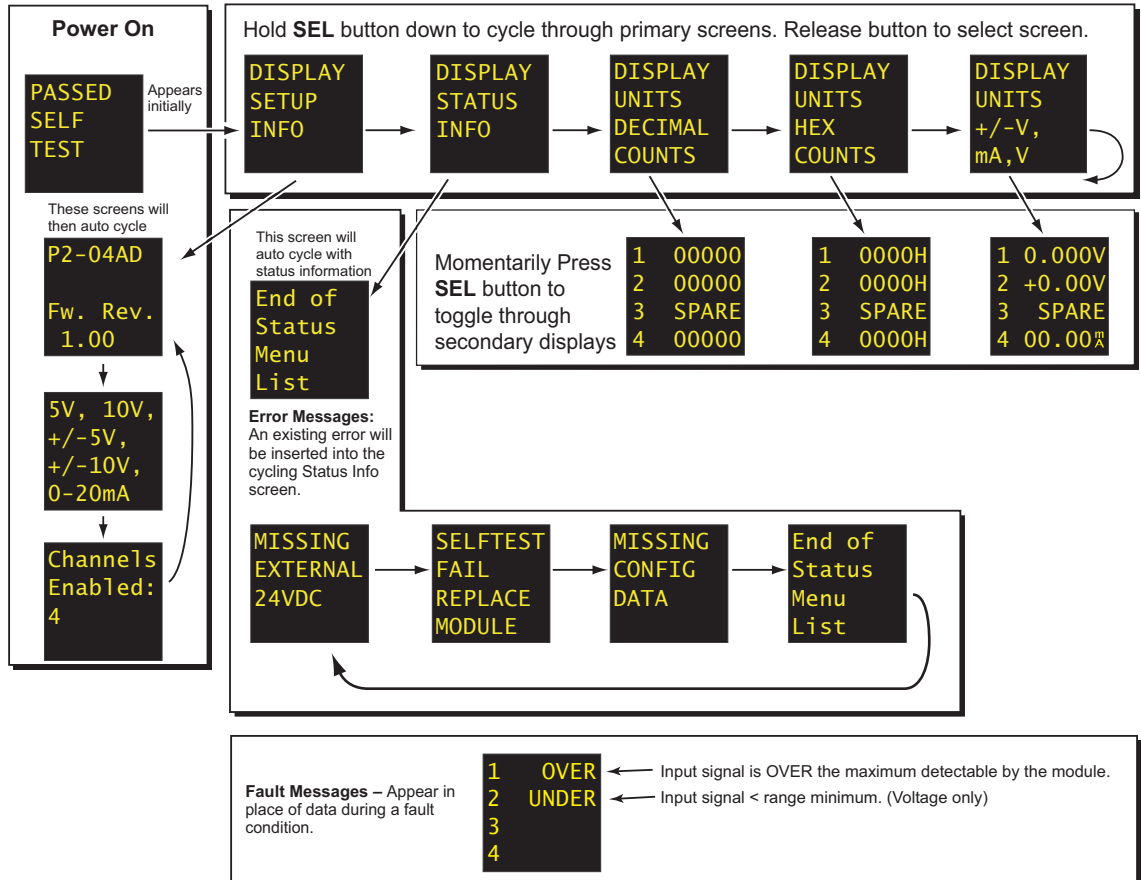 Power On
PASSED
SELF
TEST
Appears
initially
These screens will
then auto cycle
P2-04AD
Fw. Rev.
1.00
5V, 10V,
+/-5V,
+/-10V,
0-20mA
Channels
Enabled:
4
Hold SEL button down to cycle through primary screens. Release button to select screen.
DISPLAY
SETUP
INFO
DISPLAY
STATUS
INFO
DISPLAY
UNITS
DECIMAL
COUNTS
DISPLAY
UNITS
HEX
COUNTS
DISPLAY
UNITS
+/-V,
mA,V
This screen will
auto cycle with
status information
End of
Status
Menu
List
Error Messages:
An existing error will
be inserted into the
cycling Status Info
screen.
Momentarily Press
SEL button to
toggle through
secondary displays
1 00000
2 00000
3 SPARE
4 00000
1 0000H
2 0000H
3 SPARE
4 0000H
1 0.000V
2 +0.00V
3 SPARE
4 00.00mA
MISSING
EXTERNAL
24VDC
SELFTEST
FAIL
REPLACE
MODULE
MISSING
CONFIG
DATA
End of
Status
Menu
List
Fault Messages – Appear in
place of data during a fault
condition.
1 OVER
2 UNDER
3
4
Input signal is OVER the maximum detectable by the module.
Input signal < range minimum. (Voltage only)